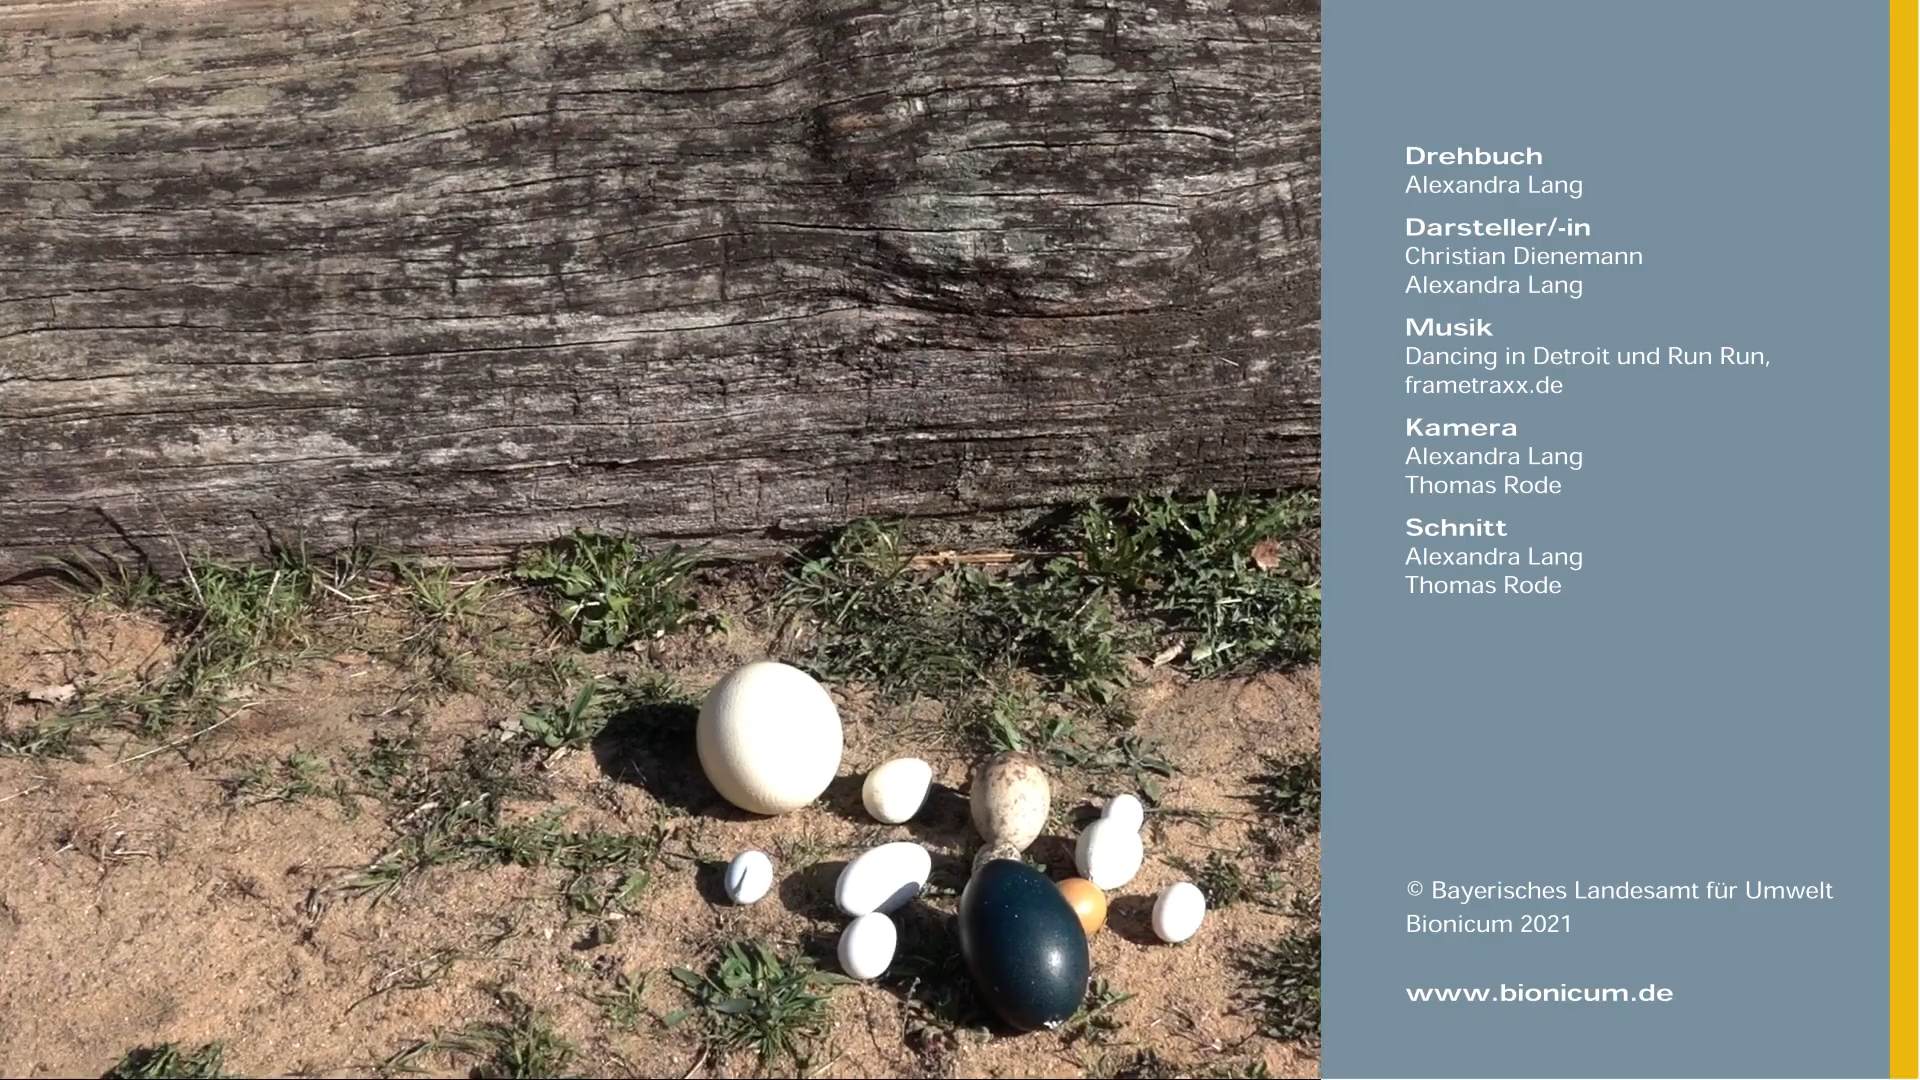 Drehbuch
Alexandra Lang
Darsteller/-in
Christian Dienemann
Alexandra Lang
Musik
Dancing in Detroit und Run Run,
frametraxx.de
Kamera
Alexandra Lang
Thomas Rode
Schnitt
Alexandra Lang
Thomas Rode
© Bayerisches Landesamt für Umwelt
Bionicum 2021
www.bionicum.de